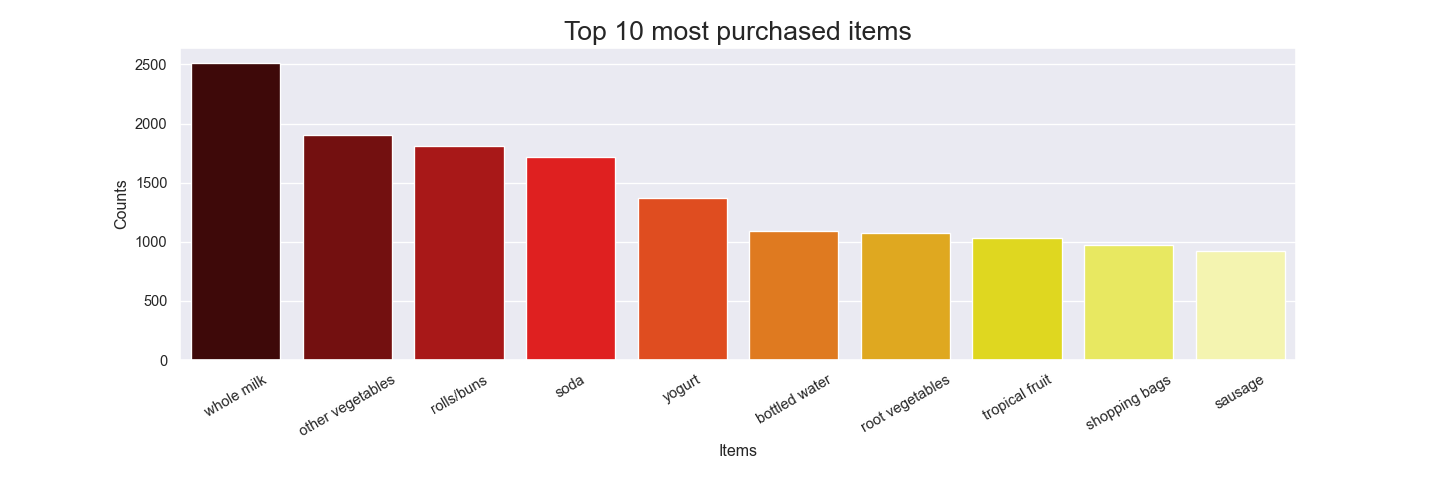 Top 10 most purchased items
2500
2000
1500
1000
500
0
Counts
whole milk
other vegetables
rolls/buns
soda
yogurt
bottled water
root vegetables
tropical fruit
shopping bags
sausage
Items